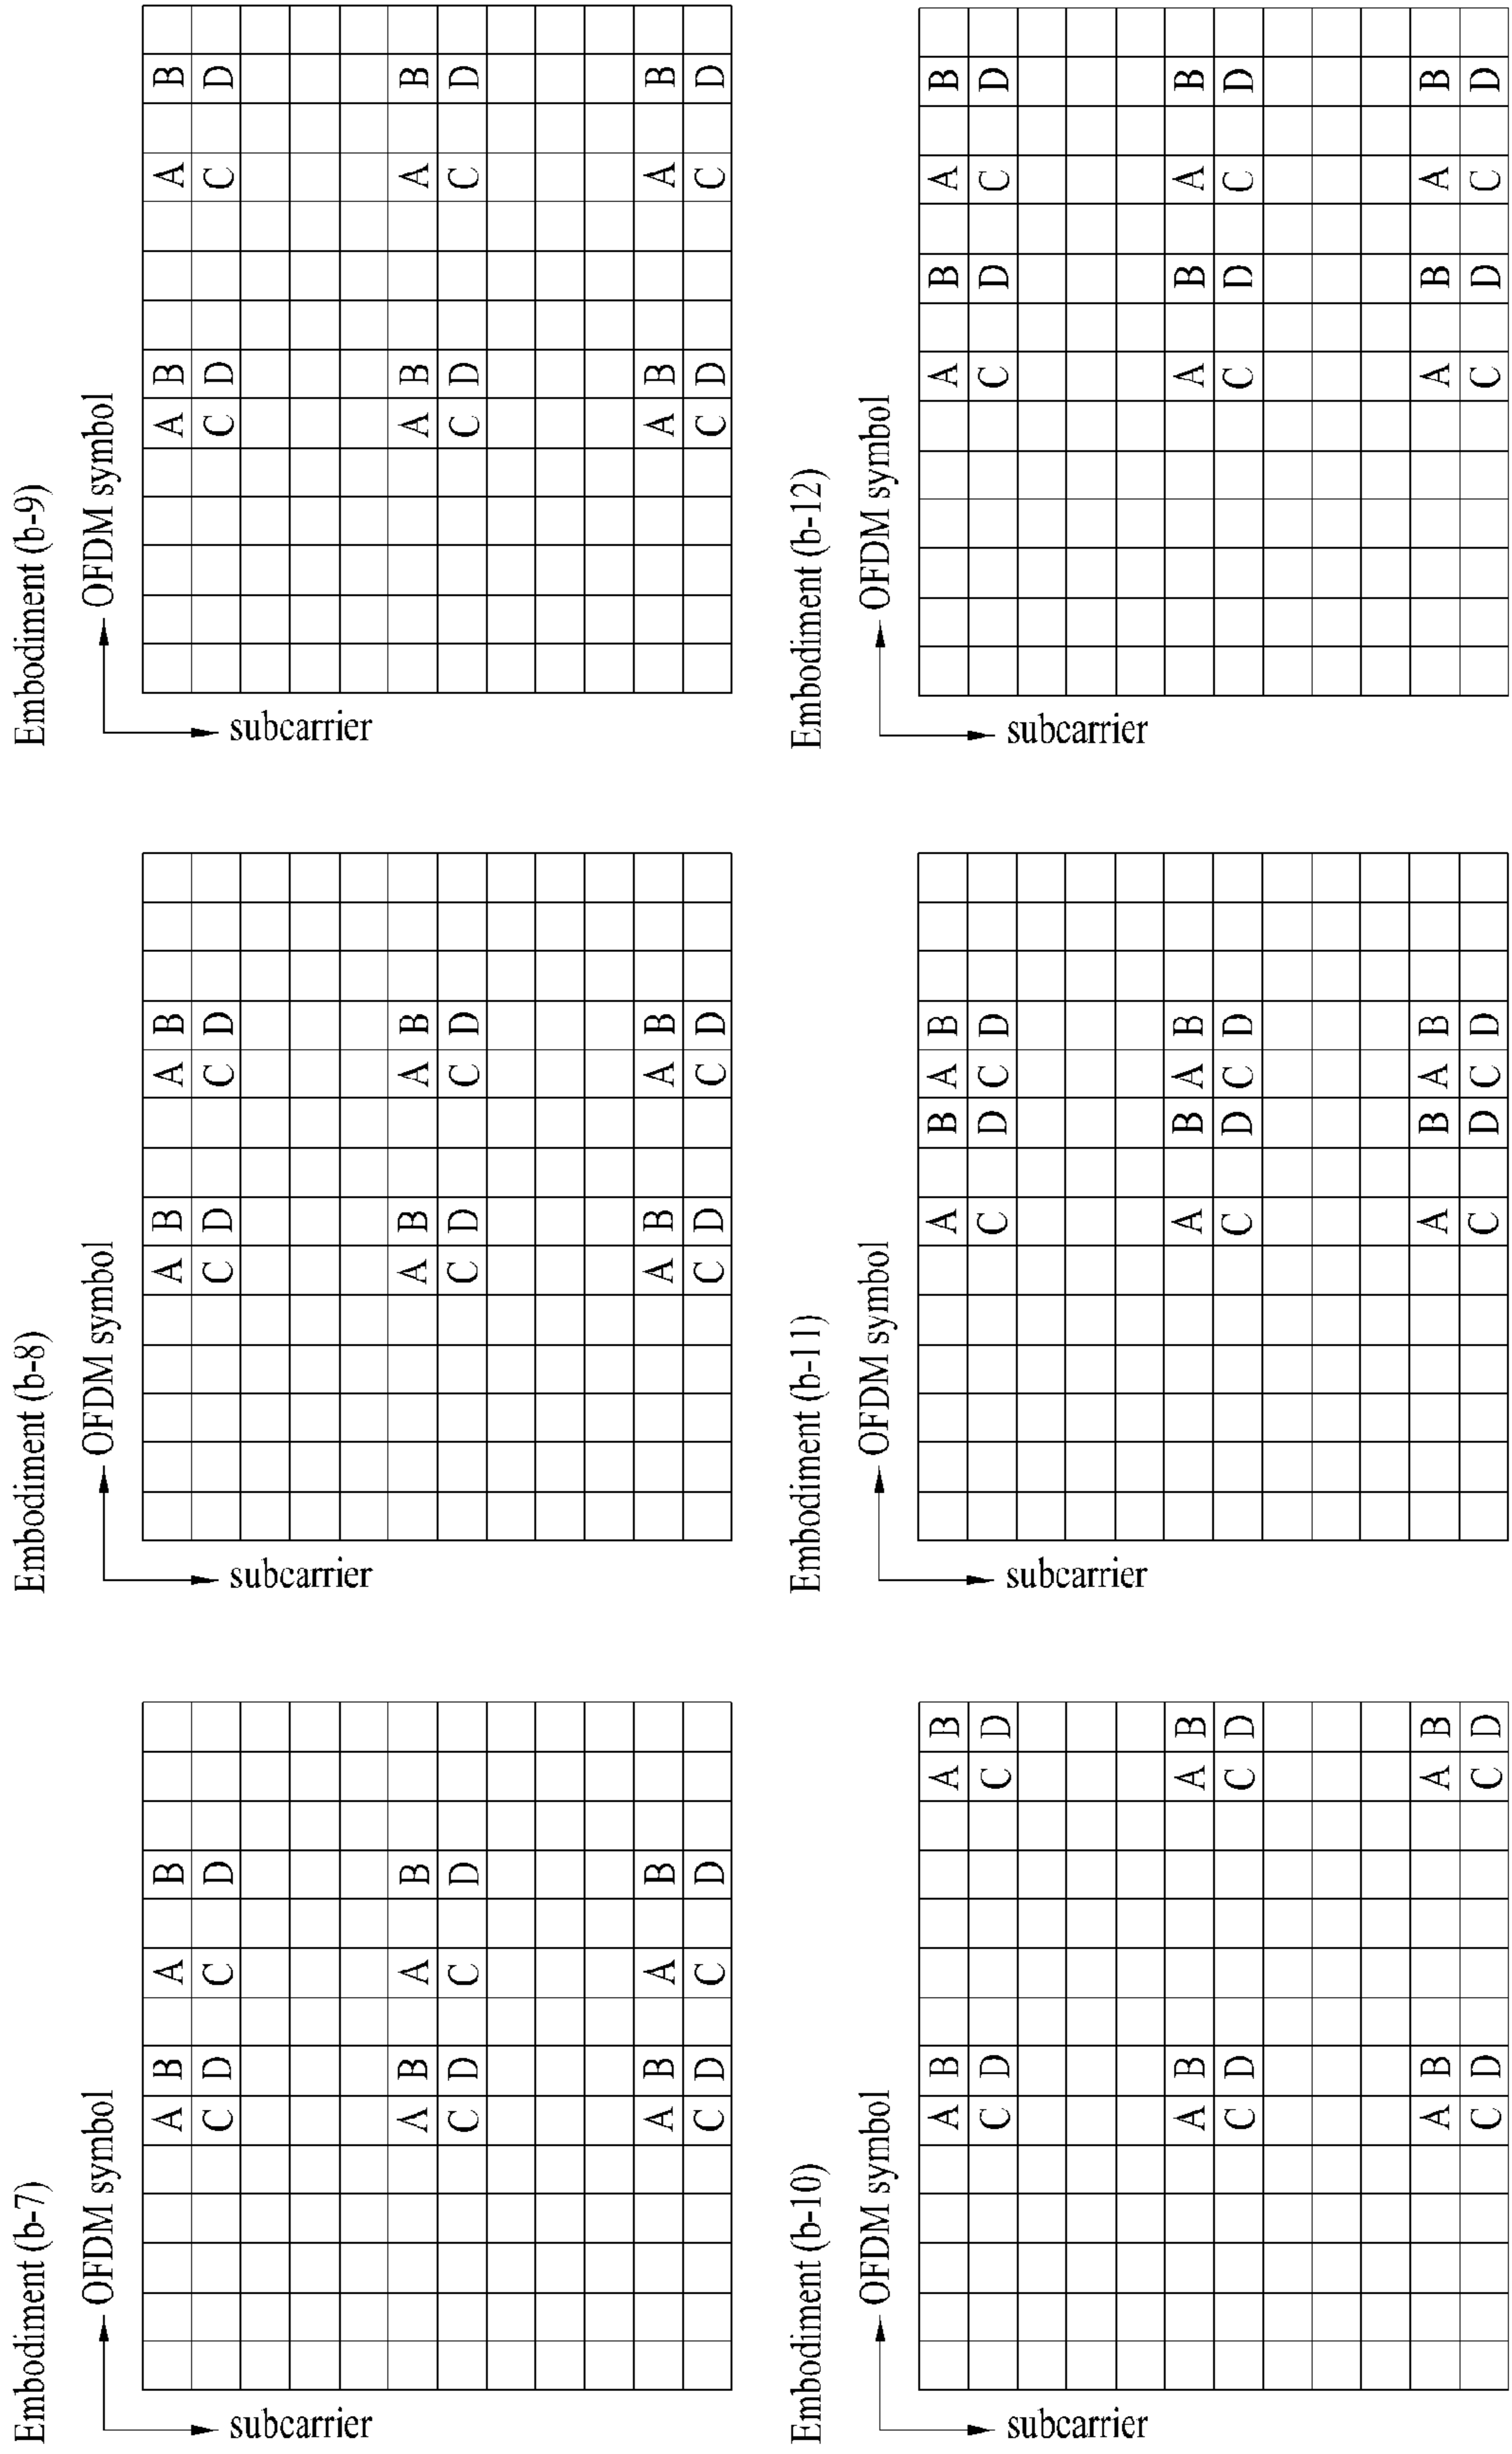 Embodiment (b-7)
OFDM symbol
subcarrier
A B A B
C D C D
A B A B
C D C D
A B A B
C D C D
Embodiment (b-8)
OFDM symbol
subcarrier
A B A B
C D C D
A B A B
C D C D
A B A B
C D C D
Embodiment (b-9)
OFDM symbol
subcarrier
A B A B
C D C D
A B A B
C D C D
A B A B
C D C D
Embodiment (b-10)
OFDM symbol
subcarrier
A B A B
C D C D
A B A B
C D C D
A B A B
C D C D
Embodiment (b-11)
OFDM symbol
subcarrier
A B A B
C D C D
A B A B
C D C D
A B A B
C D C D
Embodiment (b-12)
OFDM symbol
subcarrier
A B A B
C D C D
A B A B
C D C D
A B A B
C D C D